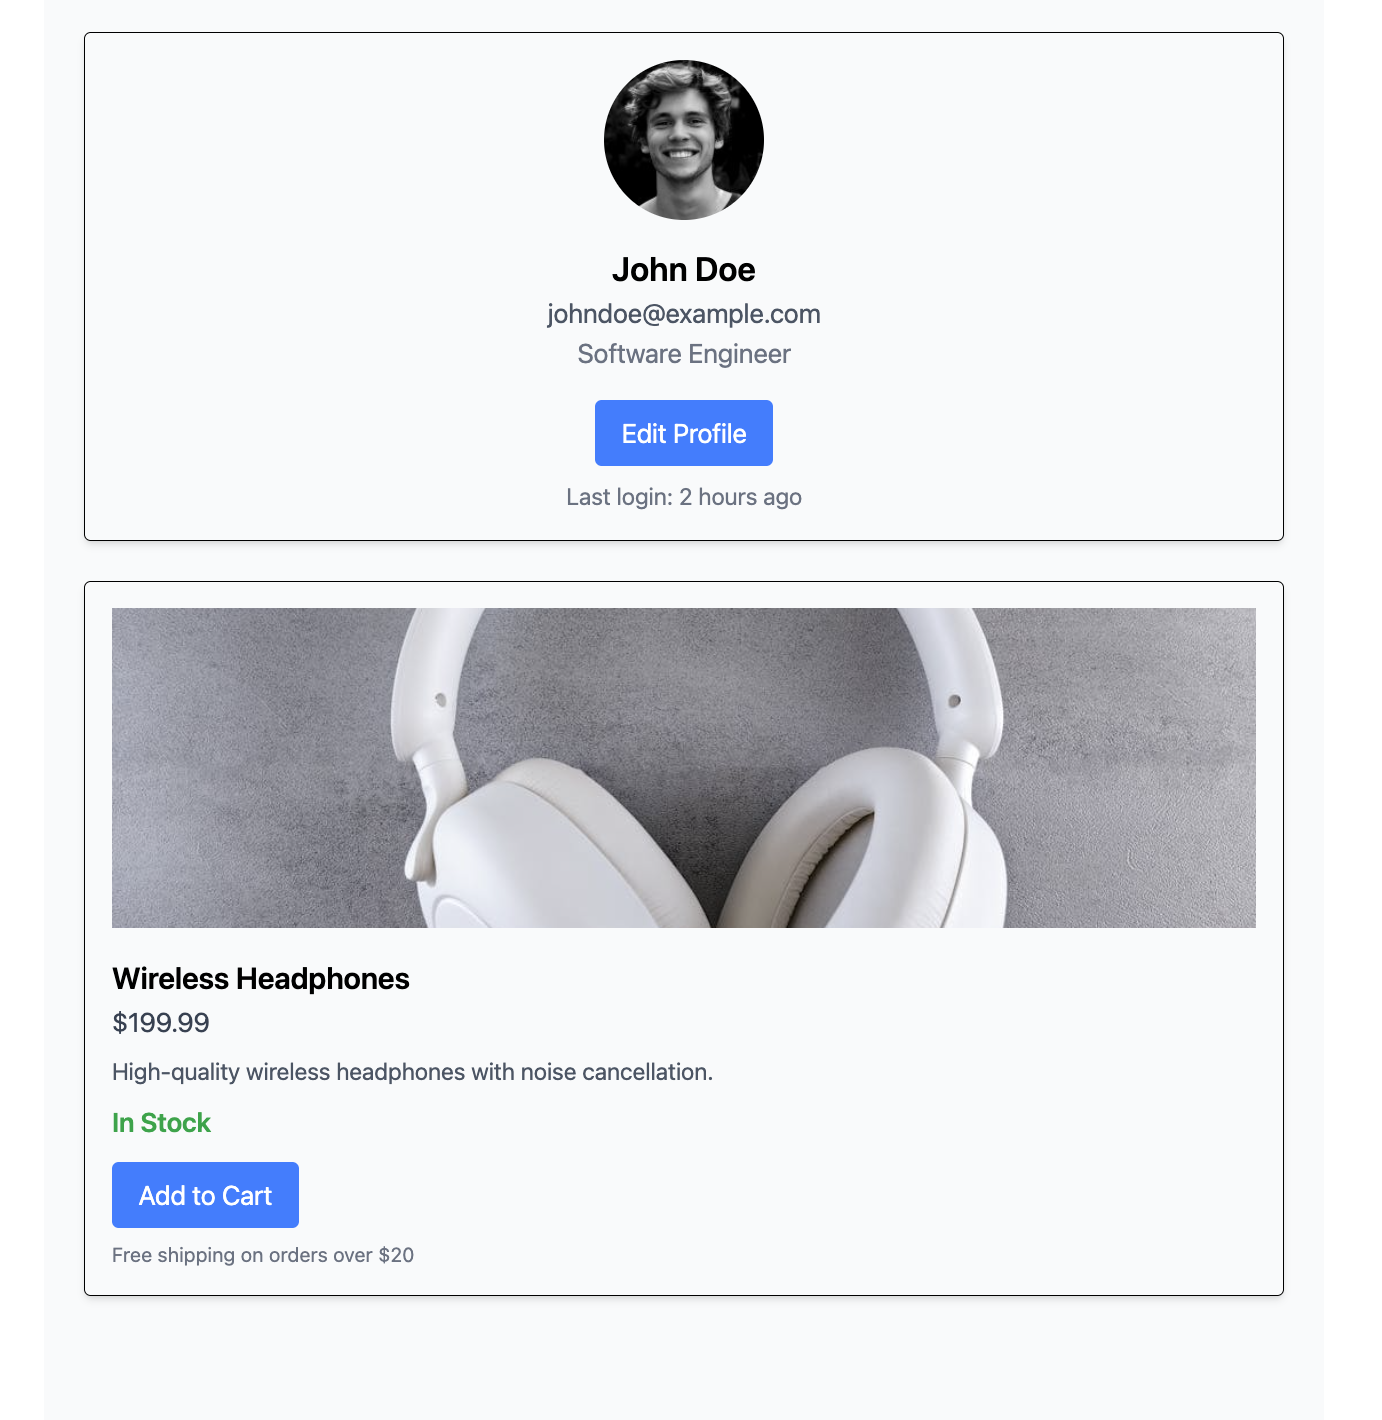 John Doe
johndoe@example.com
Software Engineer
Edit Profile
Last login: 2 hours ago
Wireless Headphones
$199.99
High-quality wireless headphones with noise cancellation.
In Stock
Add to Cart
Free shipping on orders over $20